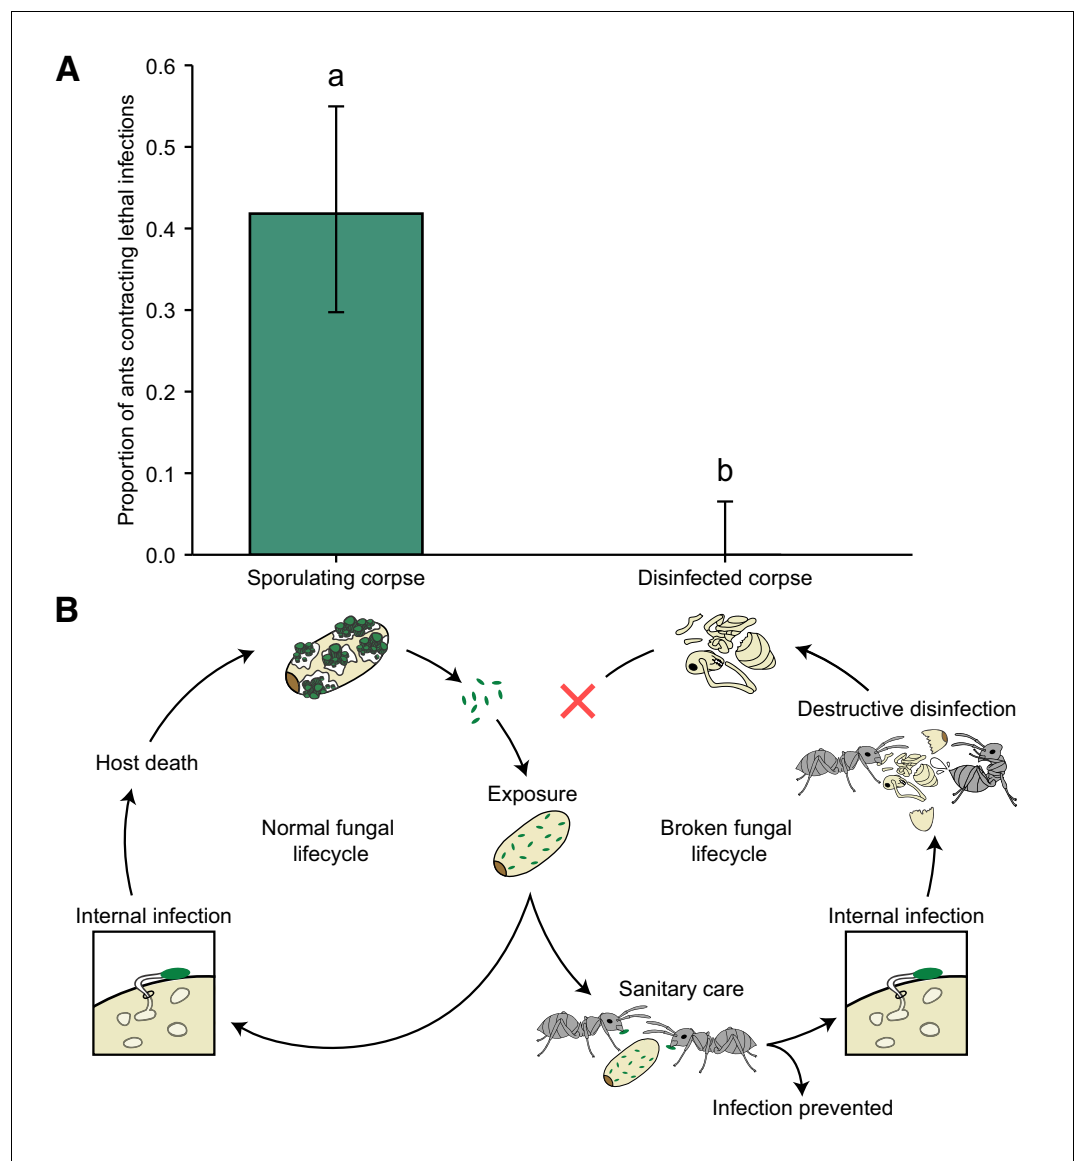 A
Proportion of ants contracting lethal infections
0.6
0.5
0.4
0.3
0.2
0.1
0.0
a
b
Sporulating corpse
Disinfected corpse
B
Destructive disinfection
Host death
Exposure
Normal fungal
lifecycle
Broken fungal
lifecycle
Internal infection
Internal infection
Sanitary care
Infection prevented